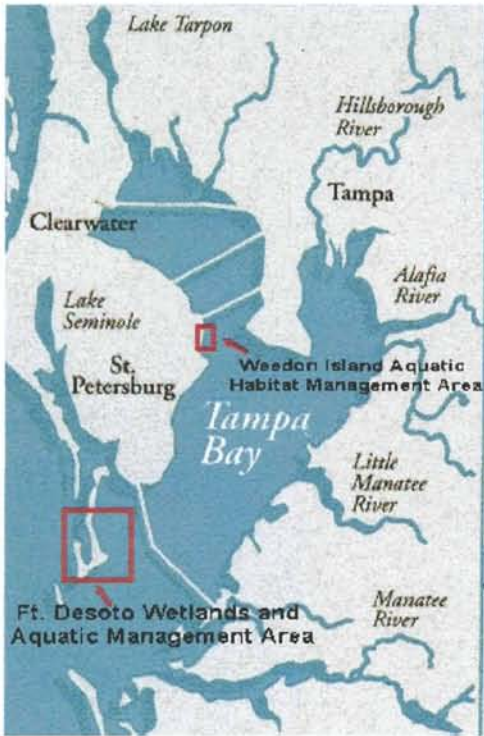 Lake Tarpon
Hillsborough
River
Tampa
Clearwater
Alafia
River
Lake
Seminole
Weedon Island Aquatic
Habitat Management Area
St.
Petersburg
Tampa
Bay
Little
Manatee
River
Manatee
River
Ft. Desoto Wetlands and
Aquatic Management Area